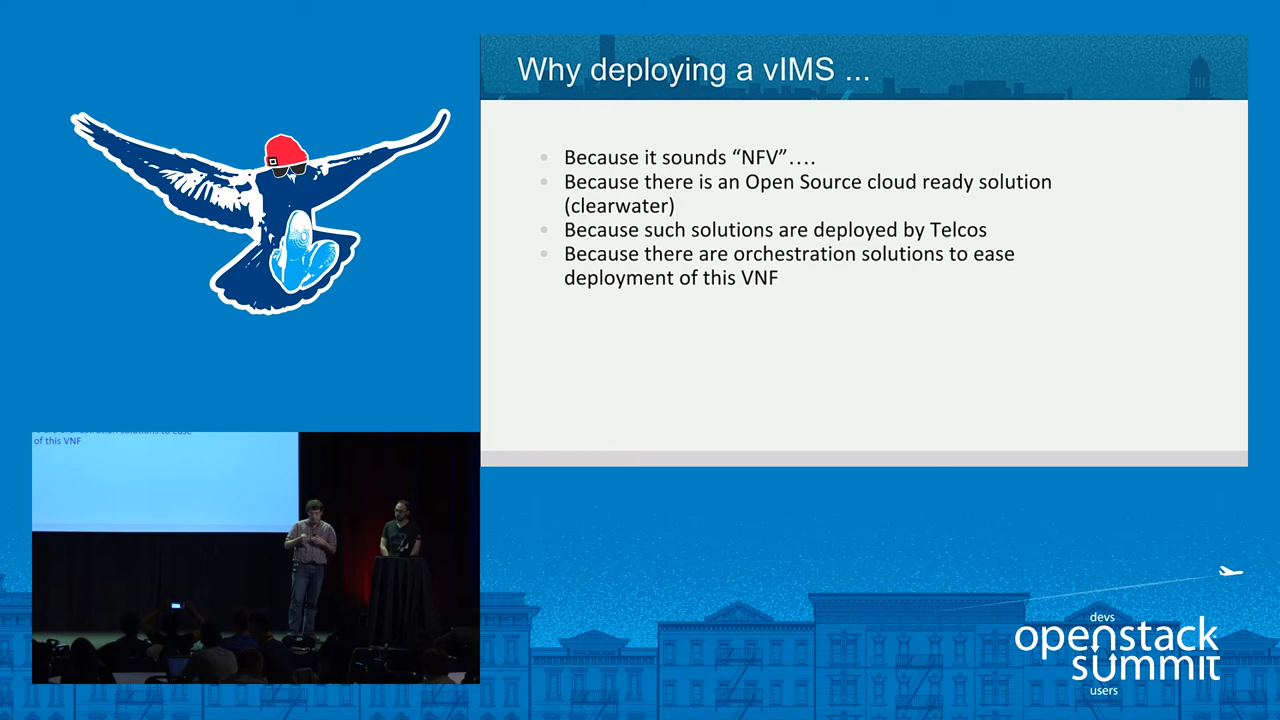 Why deploying a vIMS ...
Because it sounds “NFV”....
Because there is an Open Source cloud ready solution
(clearwater)
Because such solutions are deployed by Telcos
Because there are orchestration solutions to ease
deployment of this VNF
of this VNF
devs
openstack
summit
users